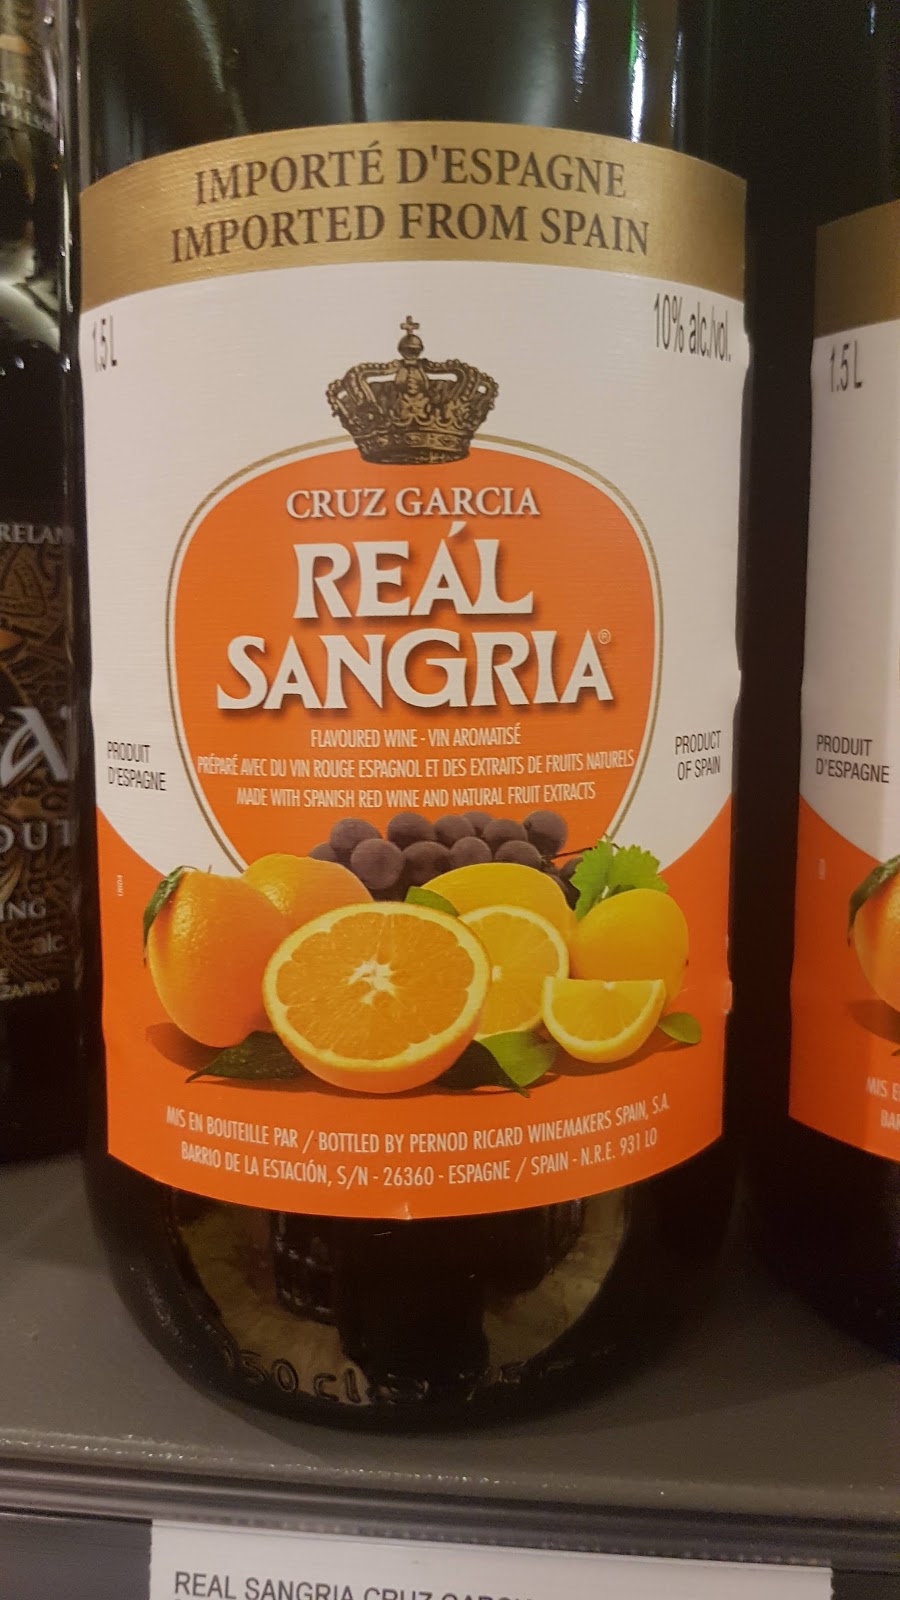 IMPORTÉ D'ESPAGNE
IMPORTED FROM SPAIN
1.5 L
10% alc./vol.
CRUZ GARCIA
REÁL
SANGRIA®
FLAVOURED WINE - VIN AROMATISÉ
PRÉPARÉ AVEC DU VIN ROUGE ESPAGNOL ET DES EXTRAITS DE FRUITS NATURELS
MADE WITH SPANISH RED WINE AND NATURAL FRUIT EXTRACTS
PRODUIT
D'ESPAGNE
PRODUCT
OF SPAIN
MIS EN BOUTEILLE PAR / BOTTLED BY PERNOD RICARD WINEMAKERS SPAIN, S.A.
BARRIO DE LA ESTACIÓN, S/N - 26360 - ESPAGNE / SPAIN - N.R.E. 931 LO
1.5 L
PRODUIT
D'ESPAGNE
MIS
alc
REAL SANGRIA CRUZ